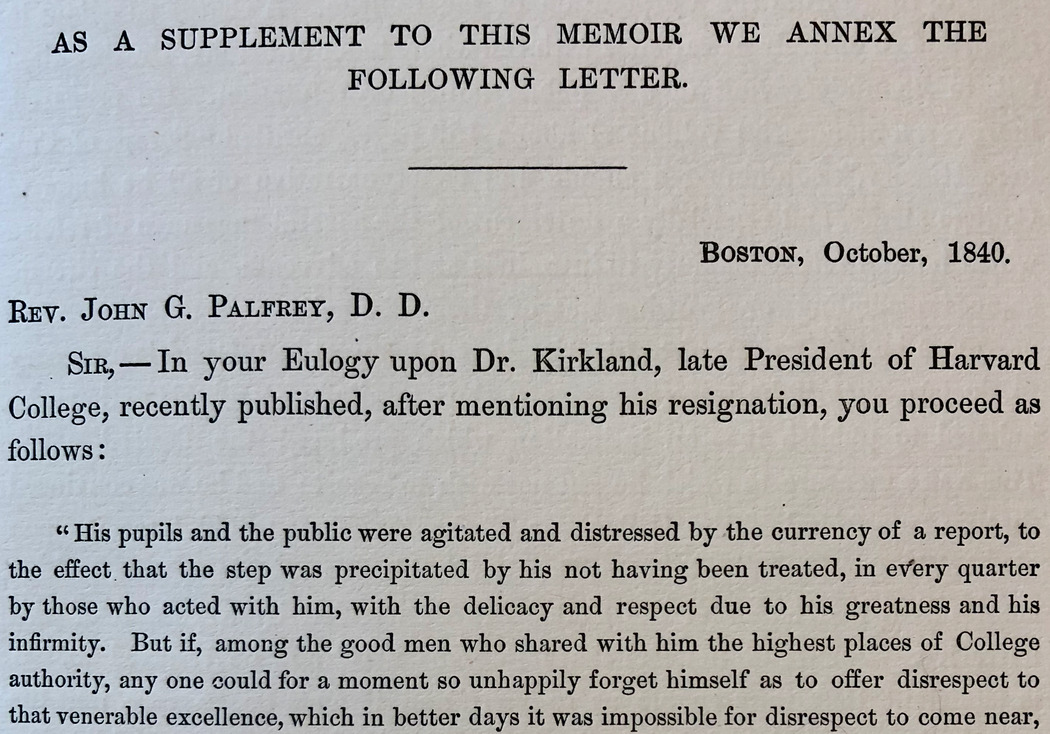 AS A SUPPLEMENT TO THIS MEMOIR WE ANNEX THE
FOLLOWING LETTER.
BOSTON, October, 1840.
REV. JOHN G. PALFREY, D. D.
SIR,—In your Eulogy upon Dr. Kirkland, late President of Harvard
College, recently published, after mentioning his resignation, you proceed as
follows:
“His pupils and the public were agitated and distressed by the currency of a report, to
the effect that the step was precipitated by his not having been treated, in every quarter
by those who acted with him, with the delicacy and respect due to his greatness and his
infirmity. But if, among the good men who shared with him the highest places of College
authority, any one could for a moment so unhappily forget himself as to offer disrespect to
that venerable excellence, which in better days it was impossible for disrespect to come near,